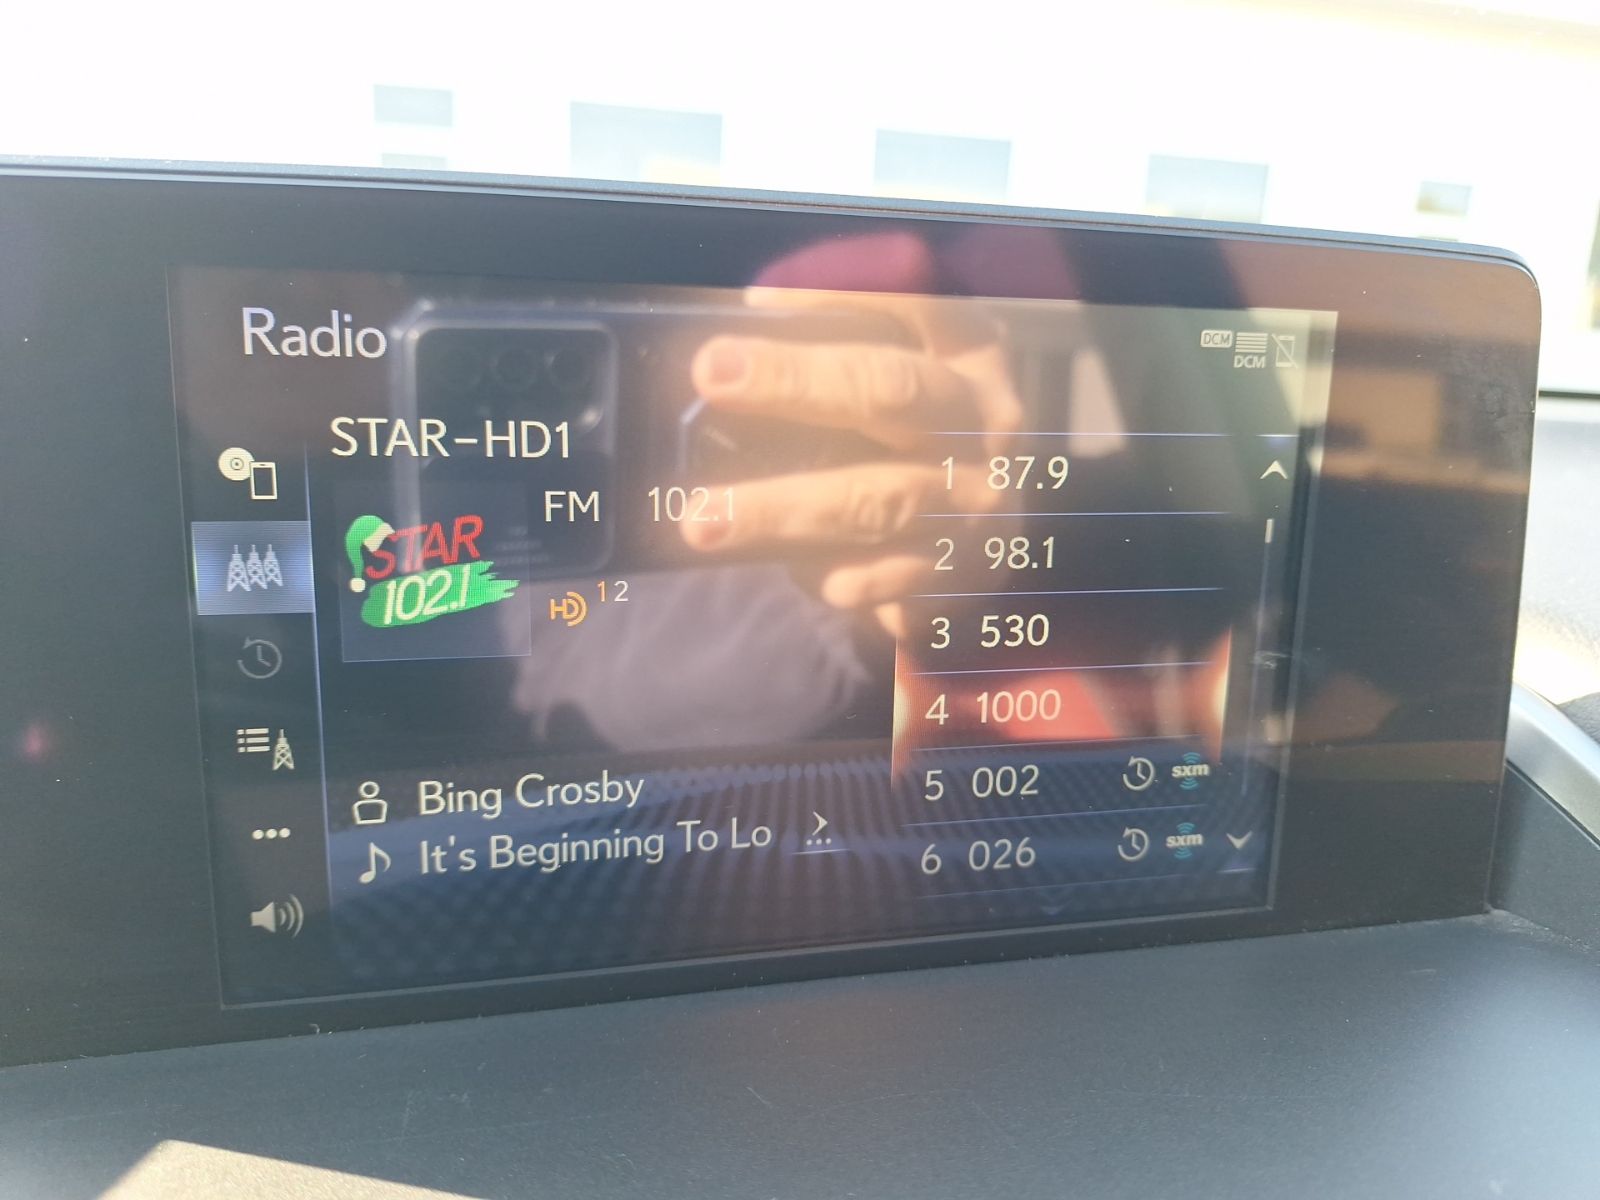 Radio
DCM
DCM
STAR-HD1
FM 102.1
STAR
102.1
HD 1 2
Bing Crosby
It's Beginning To Lo
...
1 87.9
2 98.1
3 530
4 1000
5 002 sxm
6 026 sxm